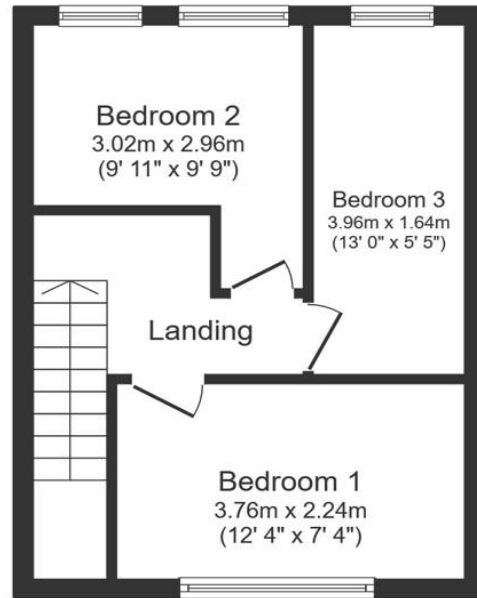 Bedroom 2
3.02m x 2.96m
(9' 11" x 9' 9")
Bedroom 3
3.96m x 1.64m
(13' 0" x 5' 5")
Landing
Bedroom 1
3.76m x 2.24m
(12' 4" x 7' 4")